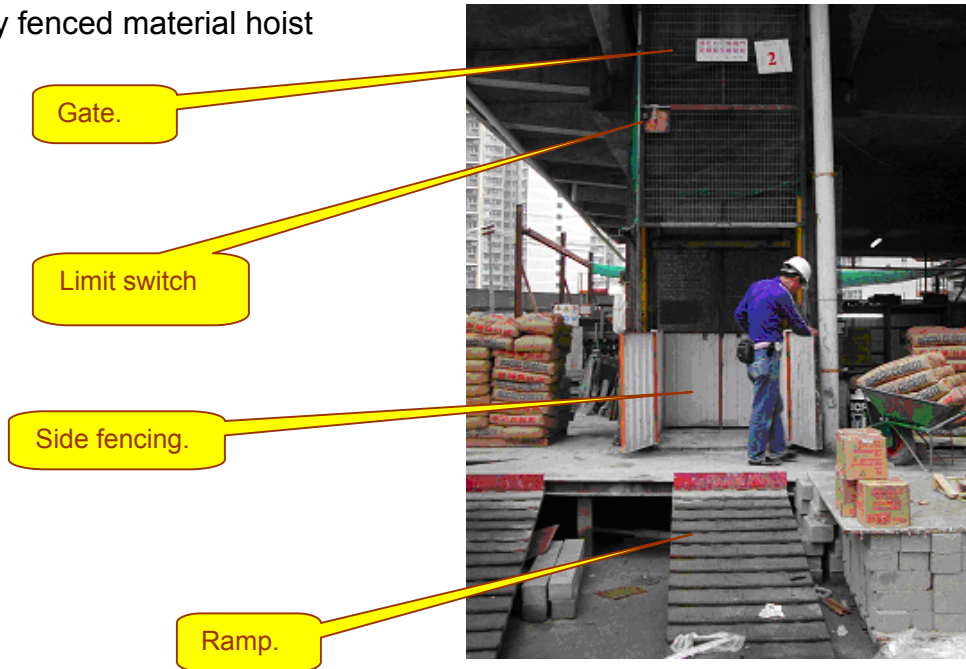 y fenced material hoist
Gate.
2
Limit switch
Side fencing.
Ramp.